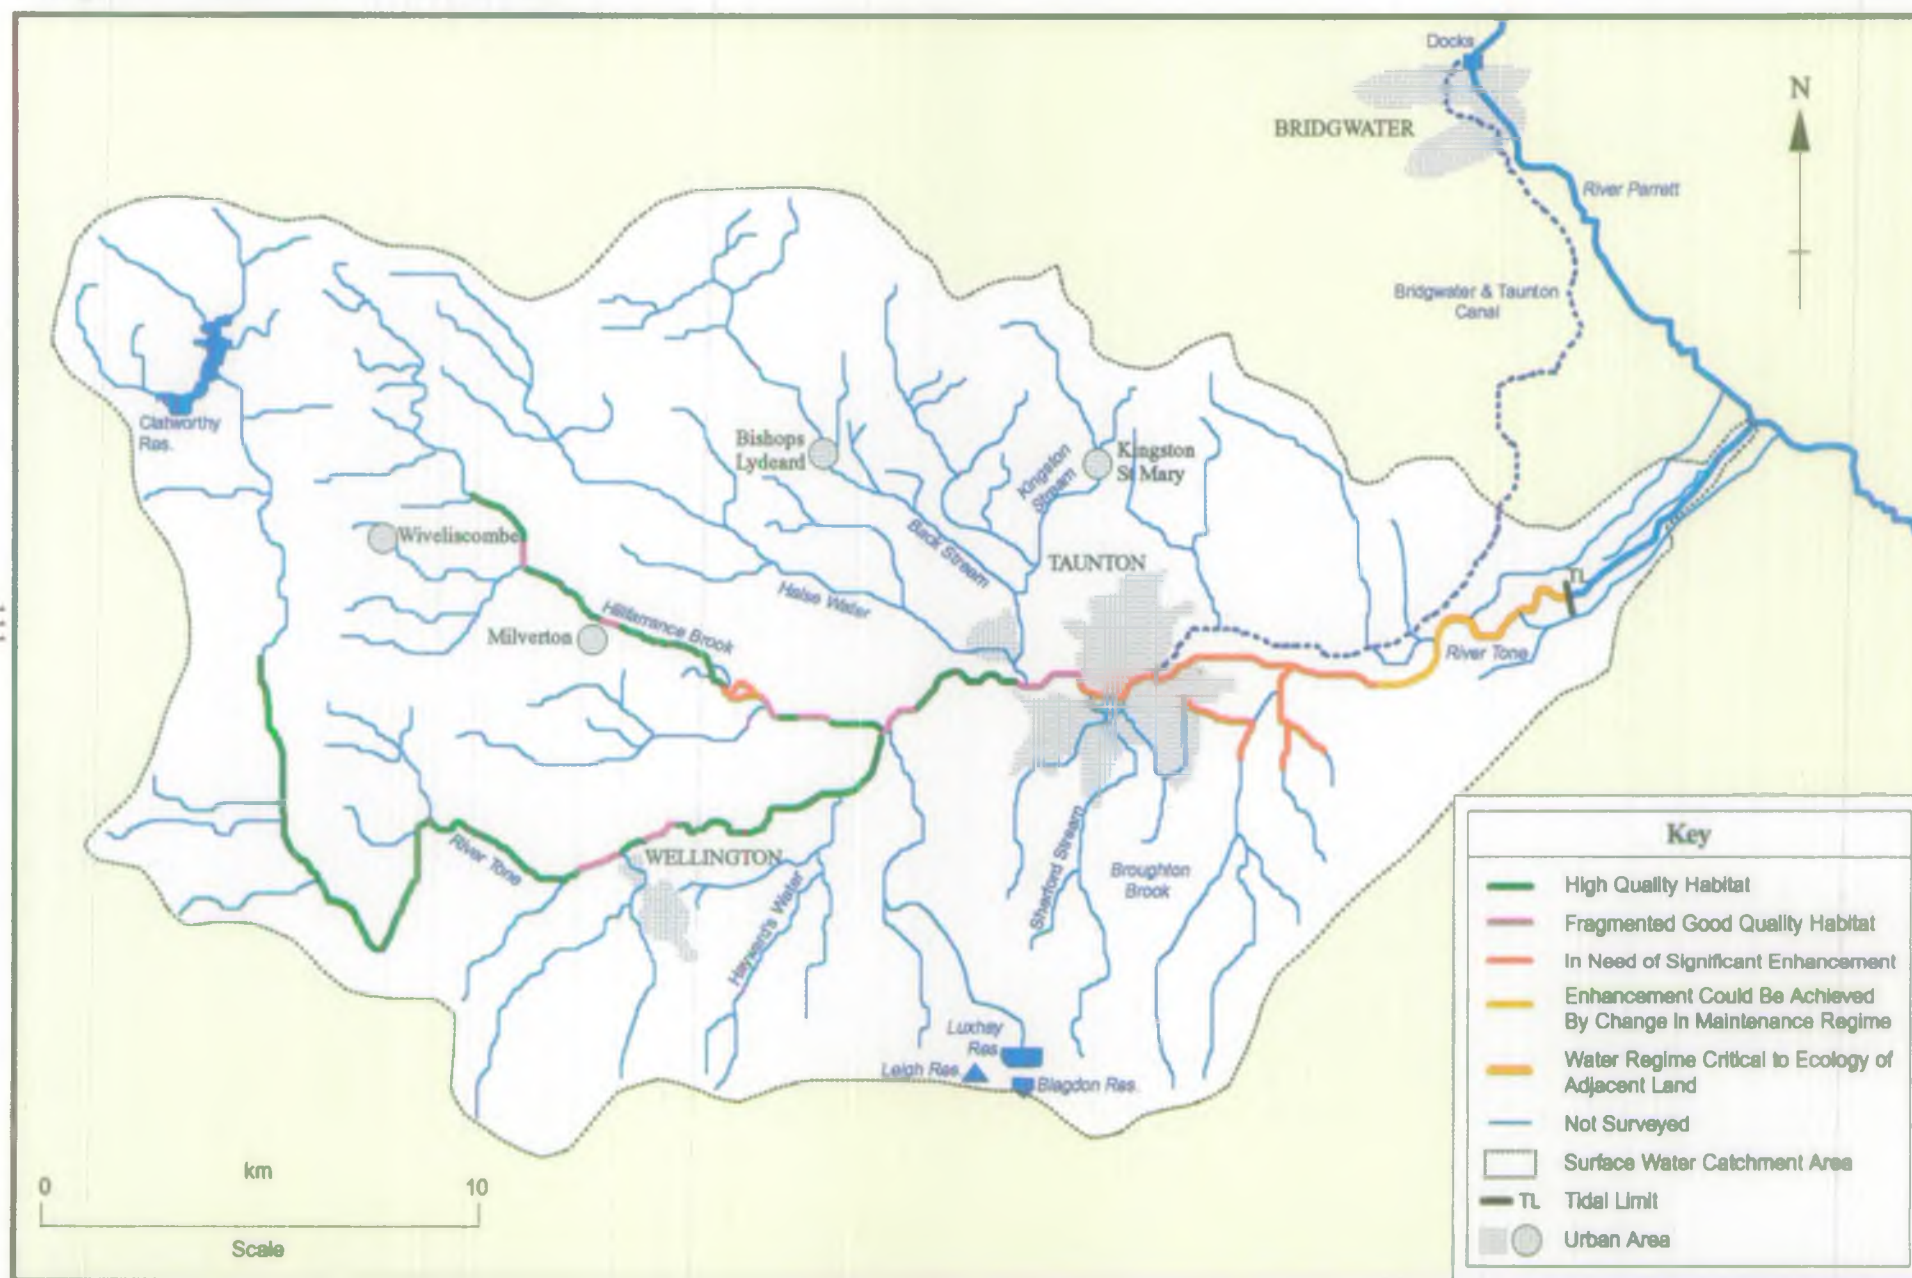 Docks
N
BRIDGWATER
River Parrett
Bridgwater & Taunton
Canal
Clatworthy
Res.
Bishops
Lydeard
Kingston
Stream
Kingston
St Mary
Wiveliscombe
Back Stream
TAUNTON
Halse Water
TL
Hillfarrance Brook
Milverton
River Tone
River Tone
WELLINGTON
Hayward's Water
Sherford Stream
Broughton
Brook
Luxhay
Res.
Leigh Res.
Blagdon Res.
km
0
10
Scale
Key
High Quality Habitat
Fragmented Good Quality Habitat
In Need of Significant Enhancement
Enhancement Could Be Achieved
By Change In Maintenance Regime
Water Regime Critical to Ecology of
Adjacent Land
Not Surveyed
Surface Water Catchment Area
TL Tidal Limit
Urban Area